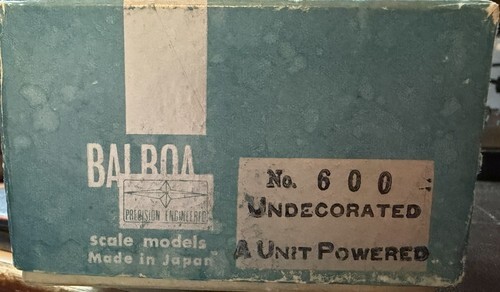 BALBOA
PRECISION ENGINEERED
scale models
Made in Japan
No. 600
UNDECORATED
A UNIT POWERED